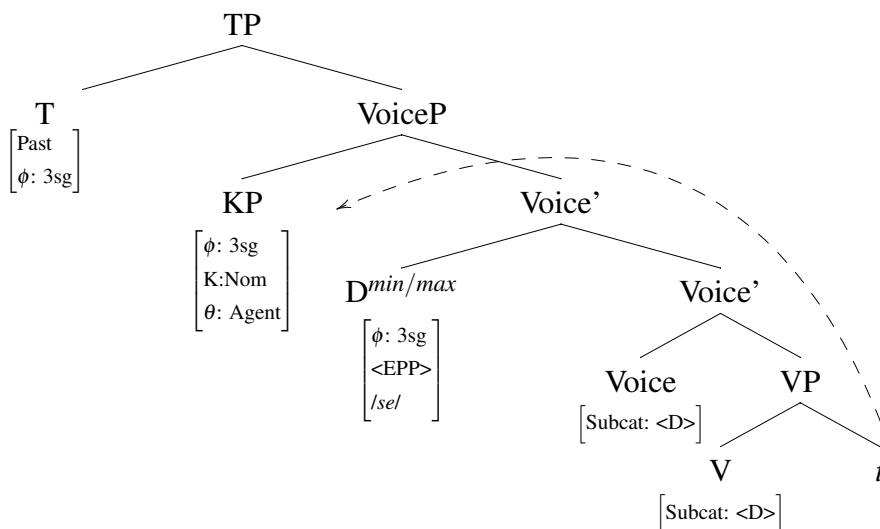 TP
T
VoiceP
[Past
ϕ: 3sg]
KP
Voice’
[ϕ: 3sg
K:Nom
θ: Agent]
D^{min/max}
Voice’
[ϕ: 3sg
<EPP>
/se/]
Voice
VP
[Subcat: <D>]
V
t
[Subcat: <D>]